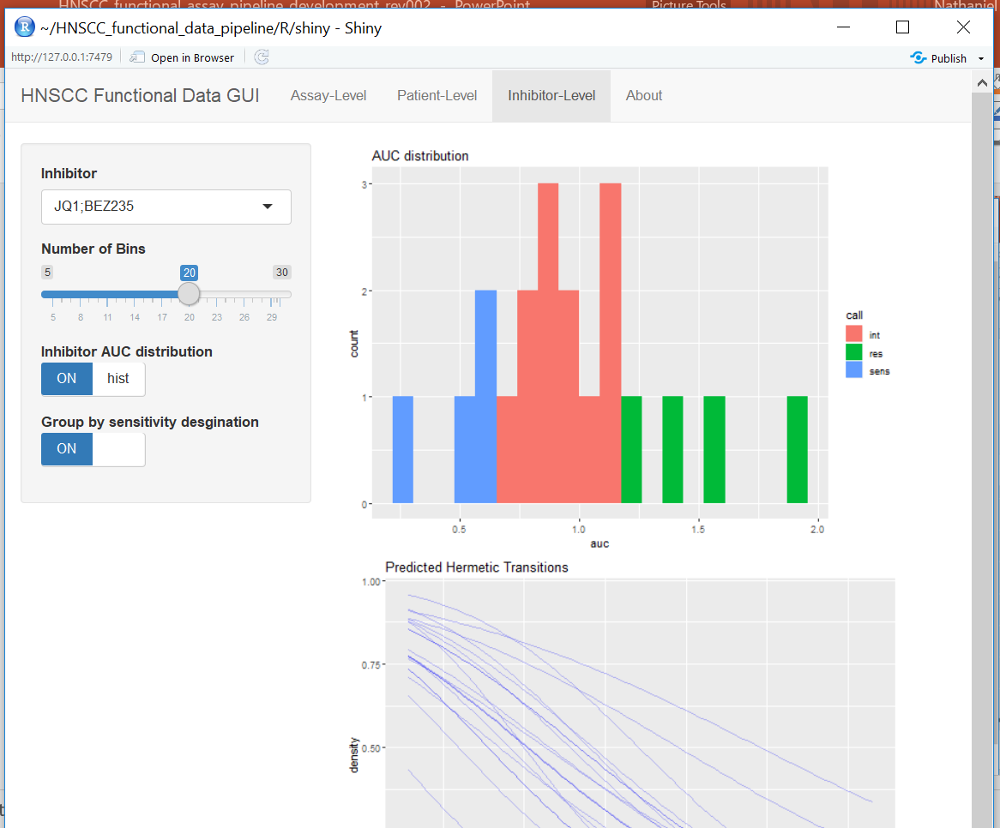 HNSCC_functional_assay_pipeline_development_rev002 - PowerPoint
Picture Tools
Nathaniel
~/HNSCC_functional_data_pipeline/R/shiny - Shiny
http://127.0.0.1:7479
Open in Browser
Publish
HNSCC Functional Data GUI
Assay-Level
Patient-Level
Inhibitor-Level
About
Inhibitor
JQ1;BEZ235
Number of Bins
5 20 30
5 8 11 14 17 20 23 26 29
Inhibitor AUC distribution
ON hist
Group by sensitivity desgination
ON
AUC distribution
3
2
1
0
count
0.5 1.0 1.5 2.0
auc
call
int
res
sens
Predicted Hermetic Transitions
1.00
0.75
0.50
density